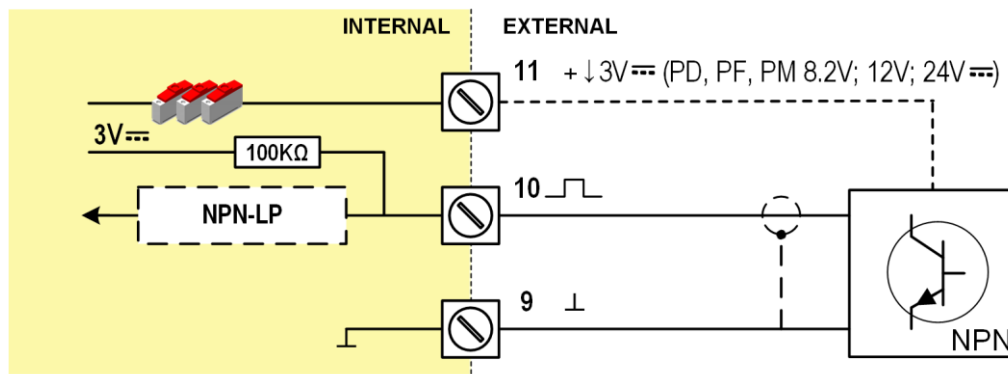 INTERNAL EXTERNAL
11 + ↓3V⎓ (PD, PF, PM 8.2V; 12V; 24V⎓)
3V⎓
100KΩ
10
NPN-LP
9 ⊥
⊥
NPN